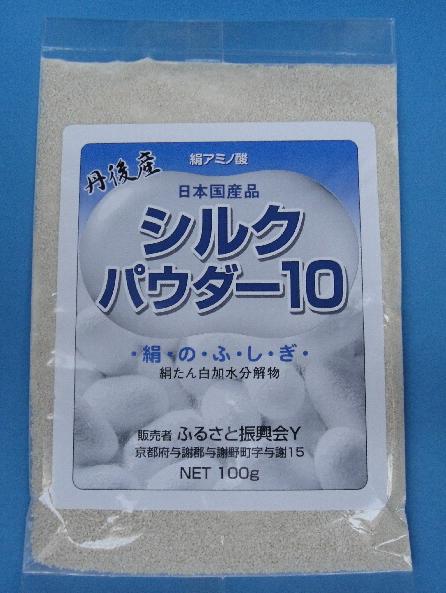 絹アミノ酸
丹後産
日本国産品
シルク
パウダー10
・絹・の・ふ・し・ぎ・
絹たん白加水分解物
販売者 ふるさと振興会Y
京都府与謝郡与謝野町字与謝15
NET 100g